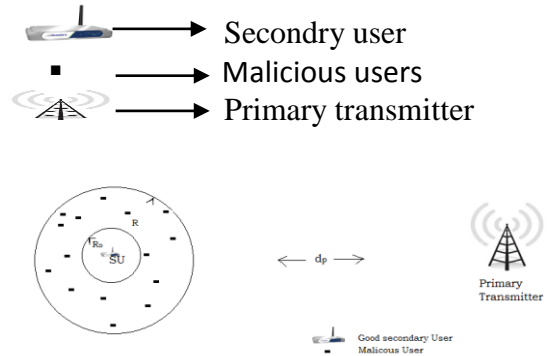 Secondry user
Malicious users
Primary transmitter
R
R₀
SU
dp
Primary
Transmitter
Good secondary User
Malicous User